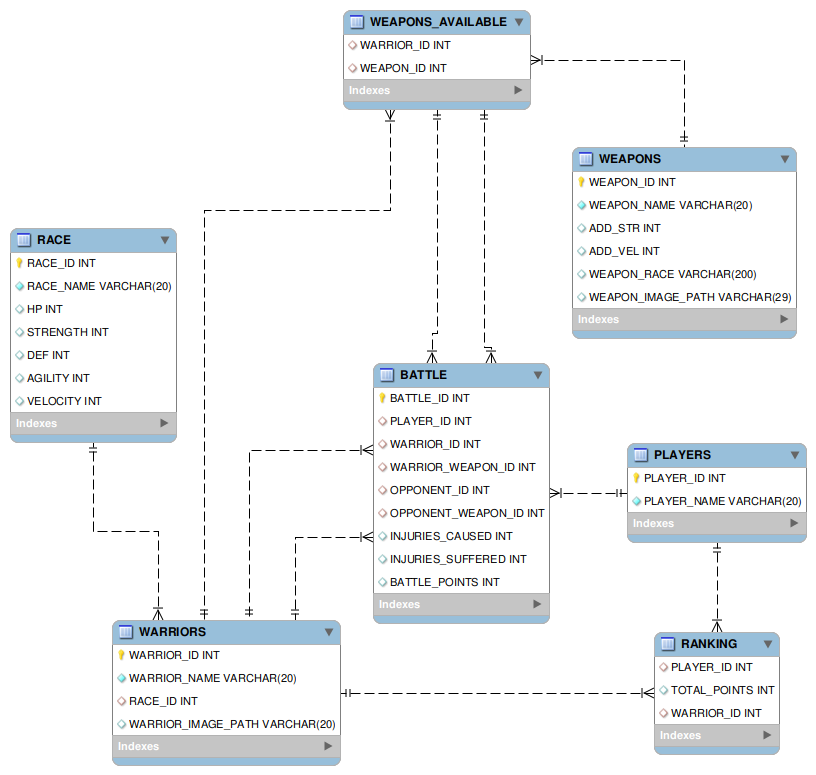 WEAPONS_AVAILABLE
WARRIOR_ID INT
WEAPON_ID INT
Indexes
WEAPONS
WEAPON_ID INT
WEAPON_NAME VARCHAR(20)
ADD_STR INT
ADD_VEL INT
WEAPON_RACE VARCHAR(200)
WEAPON_IMAGE_PATH VARCHAR(29)
Indexes
RACE
RACE_ID INT
RACE_NAME VARCHAR(20)
HP INT
STRENGTH INT
DEF INT
AGILITY INT
VELOCITY INT
Indexes
BATTLE
BATTLE_ID INT
PLAYER_ID INT
WARRIOR_ID INT
WARRIOR_WEAPON_ID INT
OPPONENT_ID INT
OPPONENT_WEAPON_ID INT
INJURIES_CAUSED INT
INJURIES_SUFFERED INT
BATTLE_POINTS INT
Indexes
PLAYERS
PLAYER_ID INT
PLAYER_NAME VARCHAR(20)
Indexes
WARRIORS
WARRIOR_ID INT
WARRIOR_NAME VARCHAR(20)
RACE_ID INT
WARRIOR_IMAGE_PATH VARCHAR(20)
Indexes
RANKING
PLAYER_ID INT
TOTAL_POINTS INT
WARRIOR_ID INT
Indexes